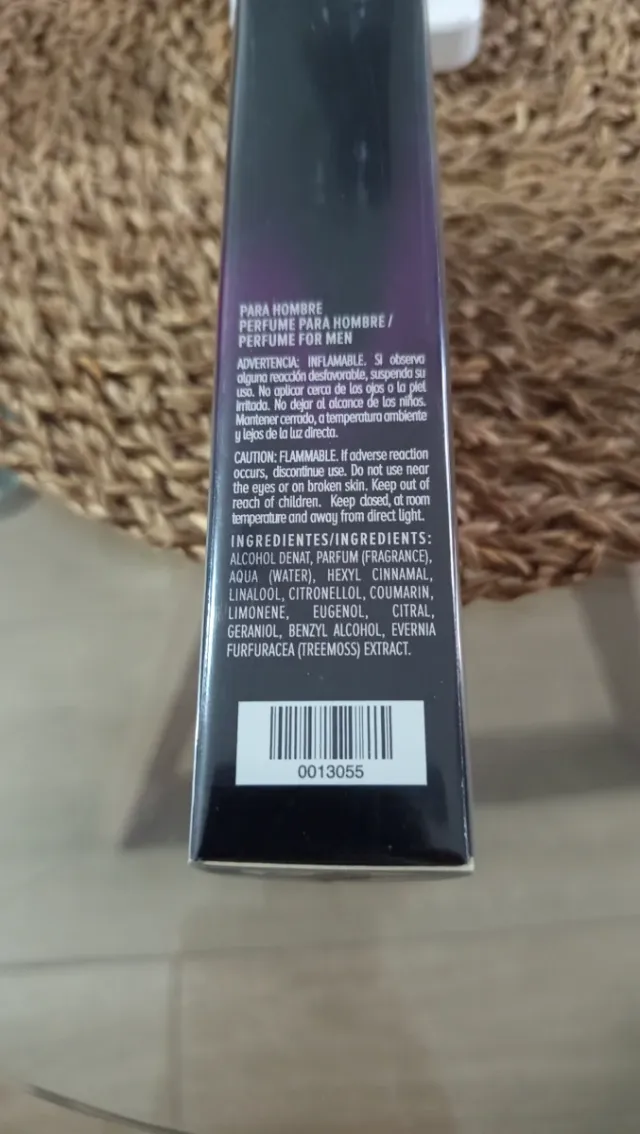 PARA HOMBRE
PERFUME PARA HOMBRE /
PERFUME FOR MEN
ADVERTENCIA: INFLAMABLE. Si observa
alguna reacción desfavorable, suspenda su
uso. No aplicar cerca de los ojos o la piel
irritada. No dejar al alcance de los niños.
Mantener cerrado, a temperatura ambiente
y lejos de la luz directa.
CAUTION: FLAMMABLE. If adverse reaction
occurs, discontinue use. Do not use near
the eyes or on broken skin. Keep out of
reach of children. Keep closed, at room
temperature and away from direct light.
INGREDIENTES/INGREDIENTS:
ALCOHOL DENAT, PARFUM (FRAGRANCE),
AQUA (WATER), HEXYL CINNAMAL,
LINALOOL, CITRONELLOL, COUMARIN,
LIMONENE, EUGENOL, CITRAL,
GERANIOL, BENZYL ALCOHOL, EVERNIA
FURFURACEA (TREEMOSS) EXTRACT.
0013055